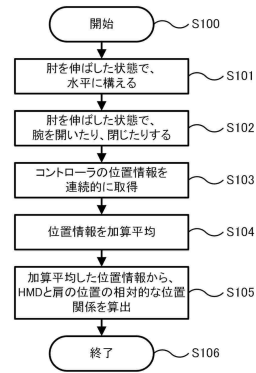 開始
S100
肘を伸ばした状態で、
水平に構える
S101
肘を伸ばした状態で、
腕を開いたり、閉じたりする
S102
コントローラの位置情報を
連続的に取得
S103
位置情報を加算平均
S104
加算平均した位置情報から、
HMDと肩の位置の相対的な位置
関係を算出
S105
終了
S106